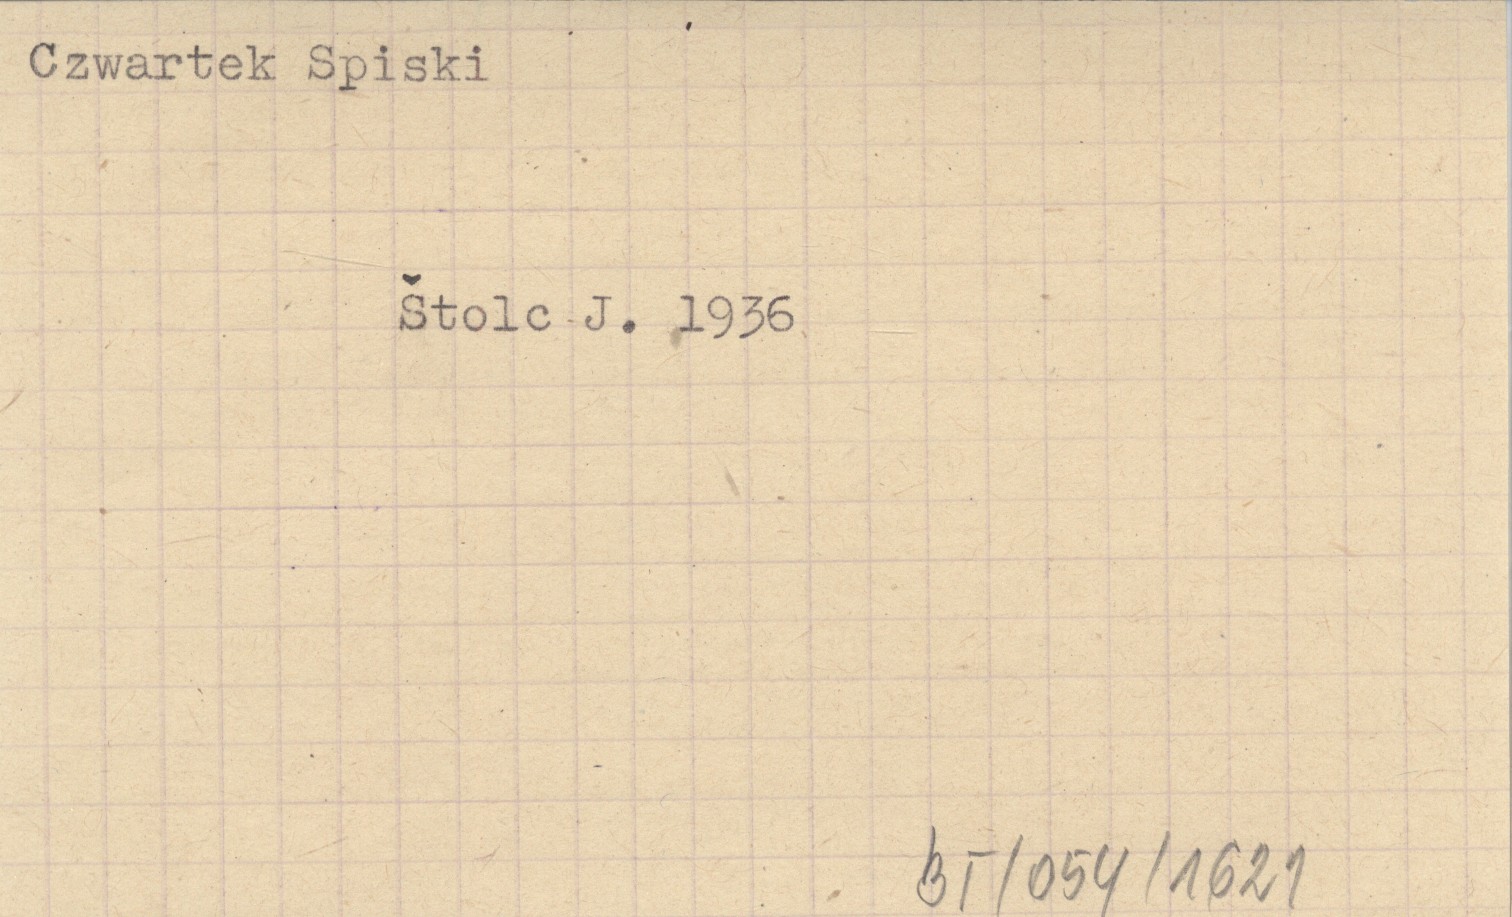 Czwartek Spiski
Štolc J. 1936
BT/054/1621